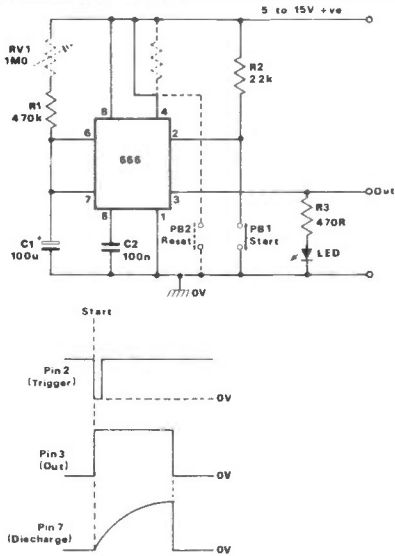 5 to 15V +ve
RV1
1M0
R1
470k
R2
22k
8
4
6
2
666
7
3
Out
6
1
C1
+
100u
C2
100n
PB2
Reset
PB1
Start
R3
470R
LED
0V
Start
Pin 2
(Trigger)
0V
Pin 3
(Out)
0V
Pin 7
(Discharge)
0V